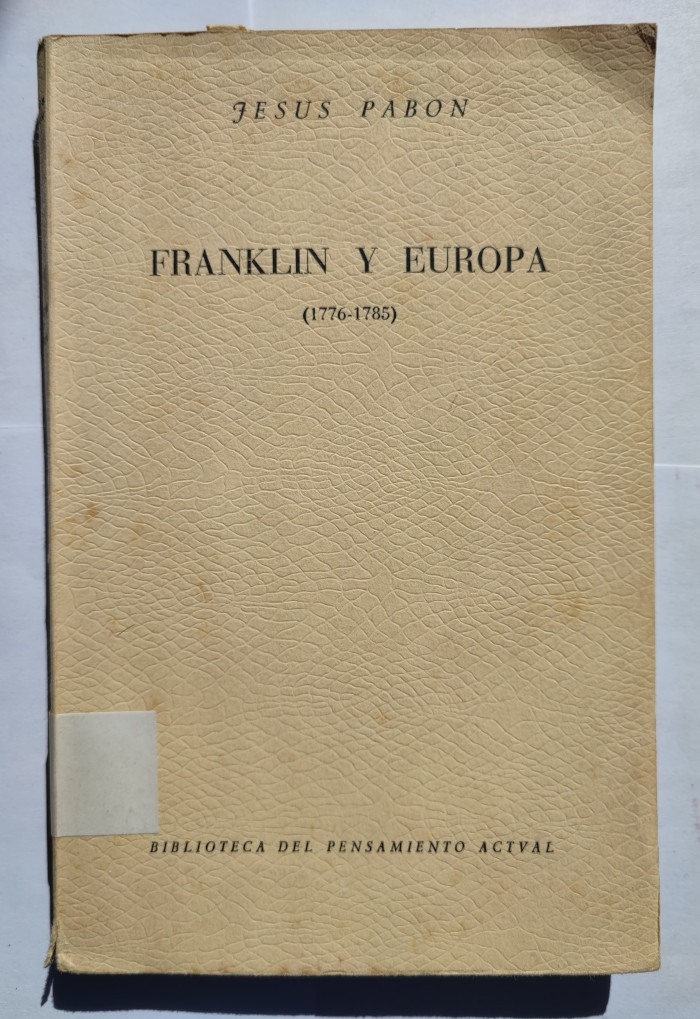 JESUS PABON
FRANKLIN Y EUROPA
(1776-1785)
BIBLIOTECA DEL PENSAMIENTO ACTVAL